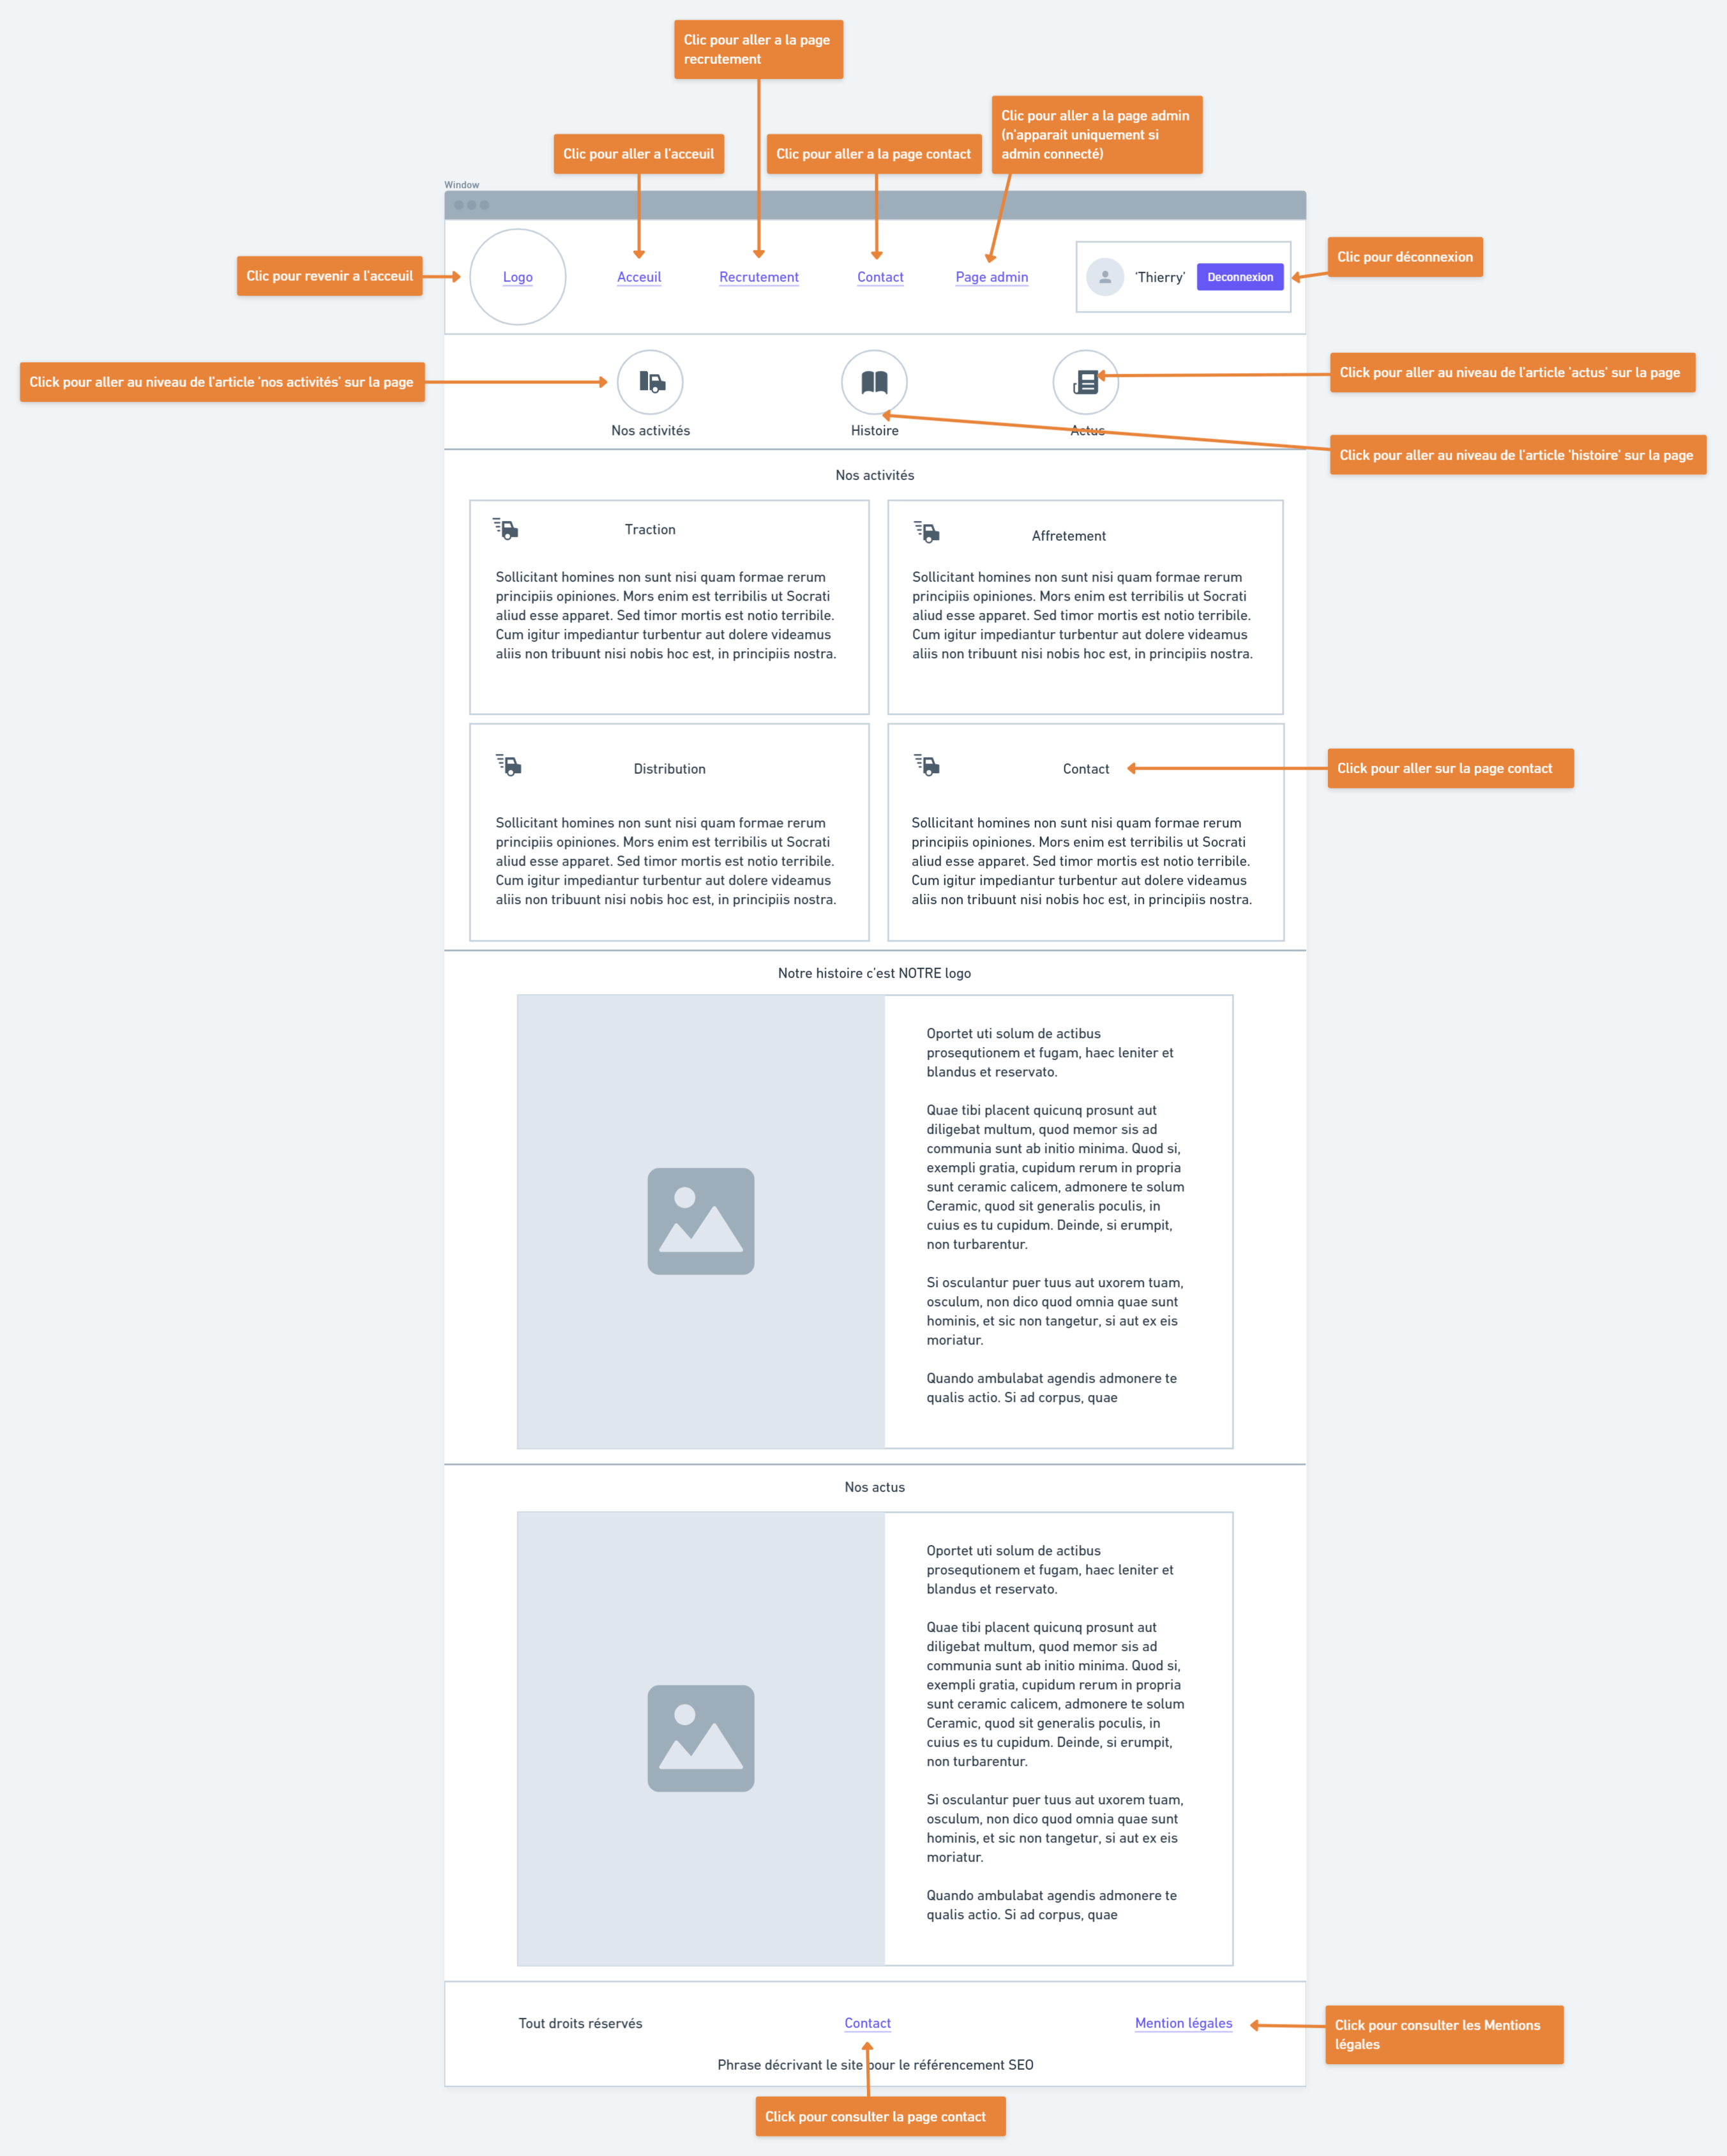 Clic pour aller a la page
recrutement
Clic pour aller a la page admin
(n'apparait uniquement si
admin connecté)
Clic pour aller a l'acceuil
Clic pour aller a la page contact
Window
Clic pour revenir a l'acceuil
Logo
Acceuil
Recrutement
Contact
Page admin
'Thierry'
Deconnexion
Clic pour déconnexion
Click pour aller au niveau de l'article 'nos activités' sur la page
Click pour aller au niveau de l'article 'actus' sur la page
Nos activités
Histoire
Actus
Click pour aller au niveau de l'article 'histoire' sur la page
Nos activités
Traction
Sollicitant homines non sunt nisi quam formae rerum
principiis opiniones. Mors enim est terribilis ut Socrati
aliud esse apparet. Sed timor mortis est notio terribile.
Cum igitur impediantur turbentur aut dolere videamus
aliis non tribuunt nisi nobis hoc est, in principiis nostra.
Affretement
Sollicitant homines non sunt nisi quam formae rerum
principiis opiniones. Mors enim est terribilis ut Socrati
aliud esse apparet. Sed timor mortis est notio terribile.
Cum igitur impediantur turbentur aut dolere videamus
aliis non tribuunt nisi nobis hoc est, in principiis nostra.
Distribution
Sollicitant homines non sunt nisi quam formae rerum
principiis opiniones. Mors enim est terribilis ut Socrati
aliud esse apparet. Sed timor mortis est notio terribile.
Cum igitur impediantur turbentur aut dolere videamus
aliis non tribuunt nisi nobis hoc est, in principiis nostra.
Contact
Click pour aller sur la page contact
Sollicitant homines non sunt nisi quam formae rerum
principiis opiniones. Mors enim est terribilis ut Socrati
aliud esse apparet. Sed timor mortis est notio terribile.
Cum igitur impediantur turbentur aut dolere videamus
aliis non tribuunt nisi nobis hoc est, in principiis nostra.
Notre histoire c'est NOTRE logo
Oportet uti solum de actibus
prosequtionem et fugam, haec leniter et
blandus et reservato.
Quae tibi placent quicunq prosunt aut
diligebat multum, quod memor sis ad
communia sunt ab initio minima. Quod si,
exempli gratia, cupidum rerum in propria
sunt ceramic calicem, admonere te solum
Ceramic, quod sit generalis poculis, in
cuius es tu cupidum. Deinde, si erumpit,
non turbarentur.
Si osculantur puer tuus aut uxorem tuam,
osculum, non dico quod omnia quae sunt
hominis, et sic non tangetur, si aut ex eis
moriatur.
Quando ambulabat agendis admonere te
qualis actio. Si ad corpus, quae
Nos actus
Oportet uti solum de actibus
prosequtionem et fugam, haec leniter et
blandus et reservato.
Quae tibi placent quicunq prosunt aut
diligebat multum, quod memor sis ad
communia sunt ab initio minima. Quod si,
exempli gratia, cupidum rerum in propria
sunt ceramic calicem, admonere te solum
Ceramic, quod sit generalis poculis, in
cuius es tu cupidum. Deinde, si erumpit,
non turbarentur.
Si osculantur puer tuus aut uxorem tuam,
osculum, non dico quod omnia quae sunt
hominis, et sic non tangetur, si aut ex eis
moriatur.
Quando ambulabat agendis admonere te
qualis actio. Si ad corpus, quae
Tout droits réservés
Contact
Mention légales
Click pour consulter les Mentions
légales
Phrase décrivant le site pour le référencement SEO
Click pour consulter la page contact